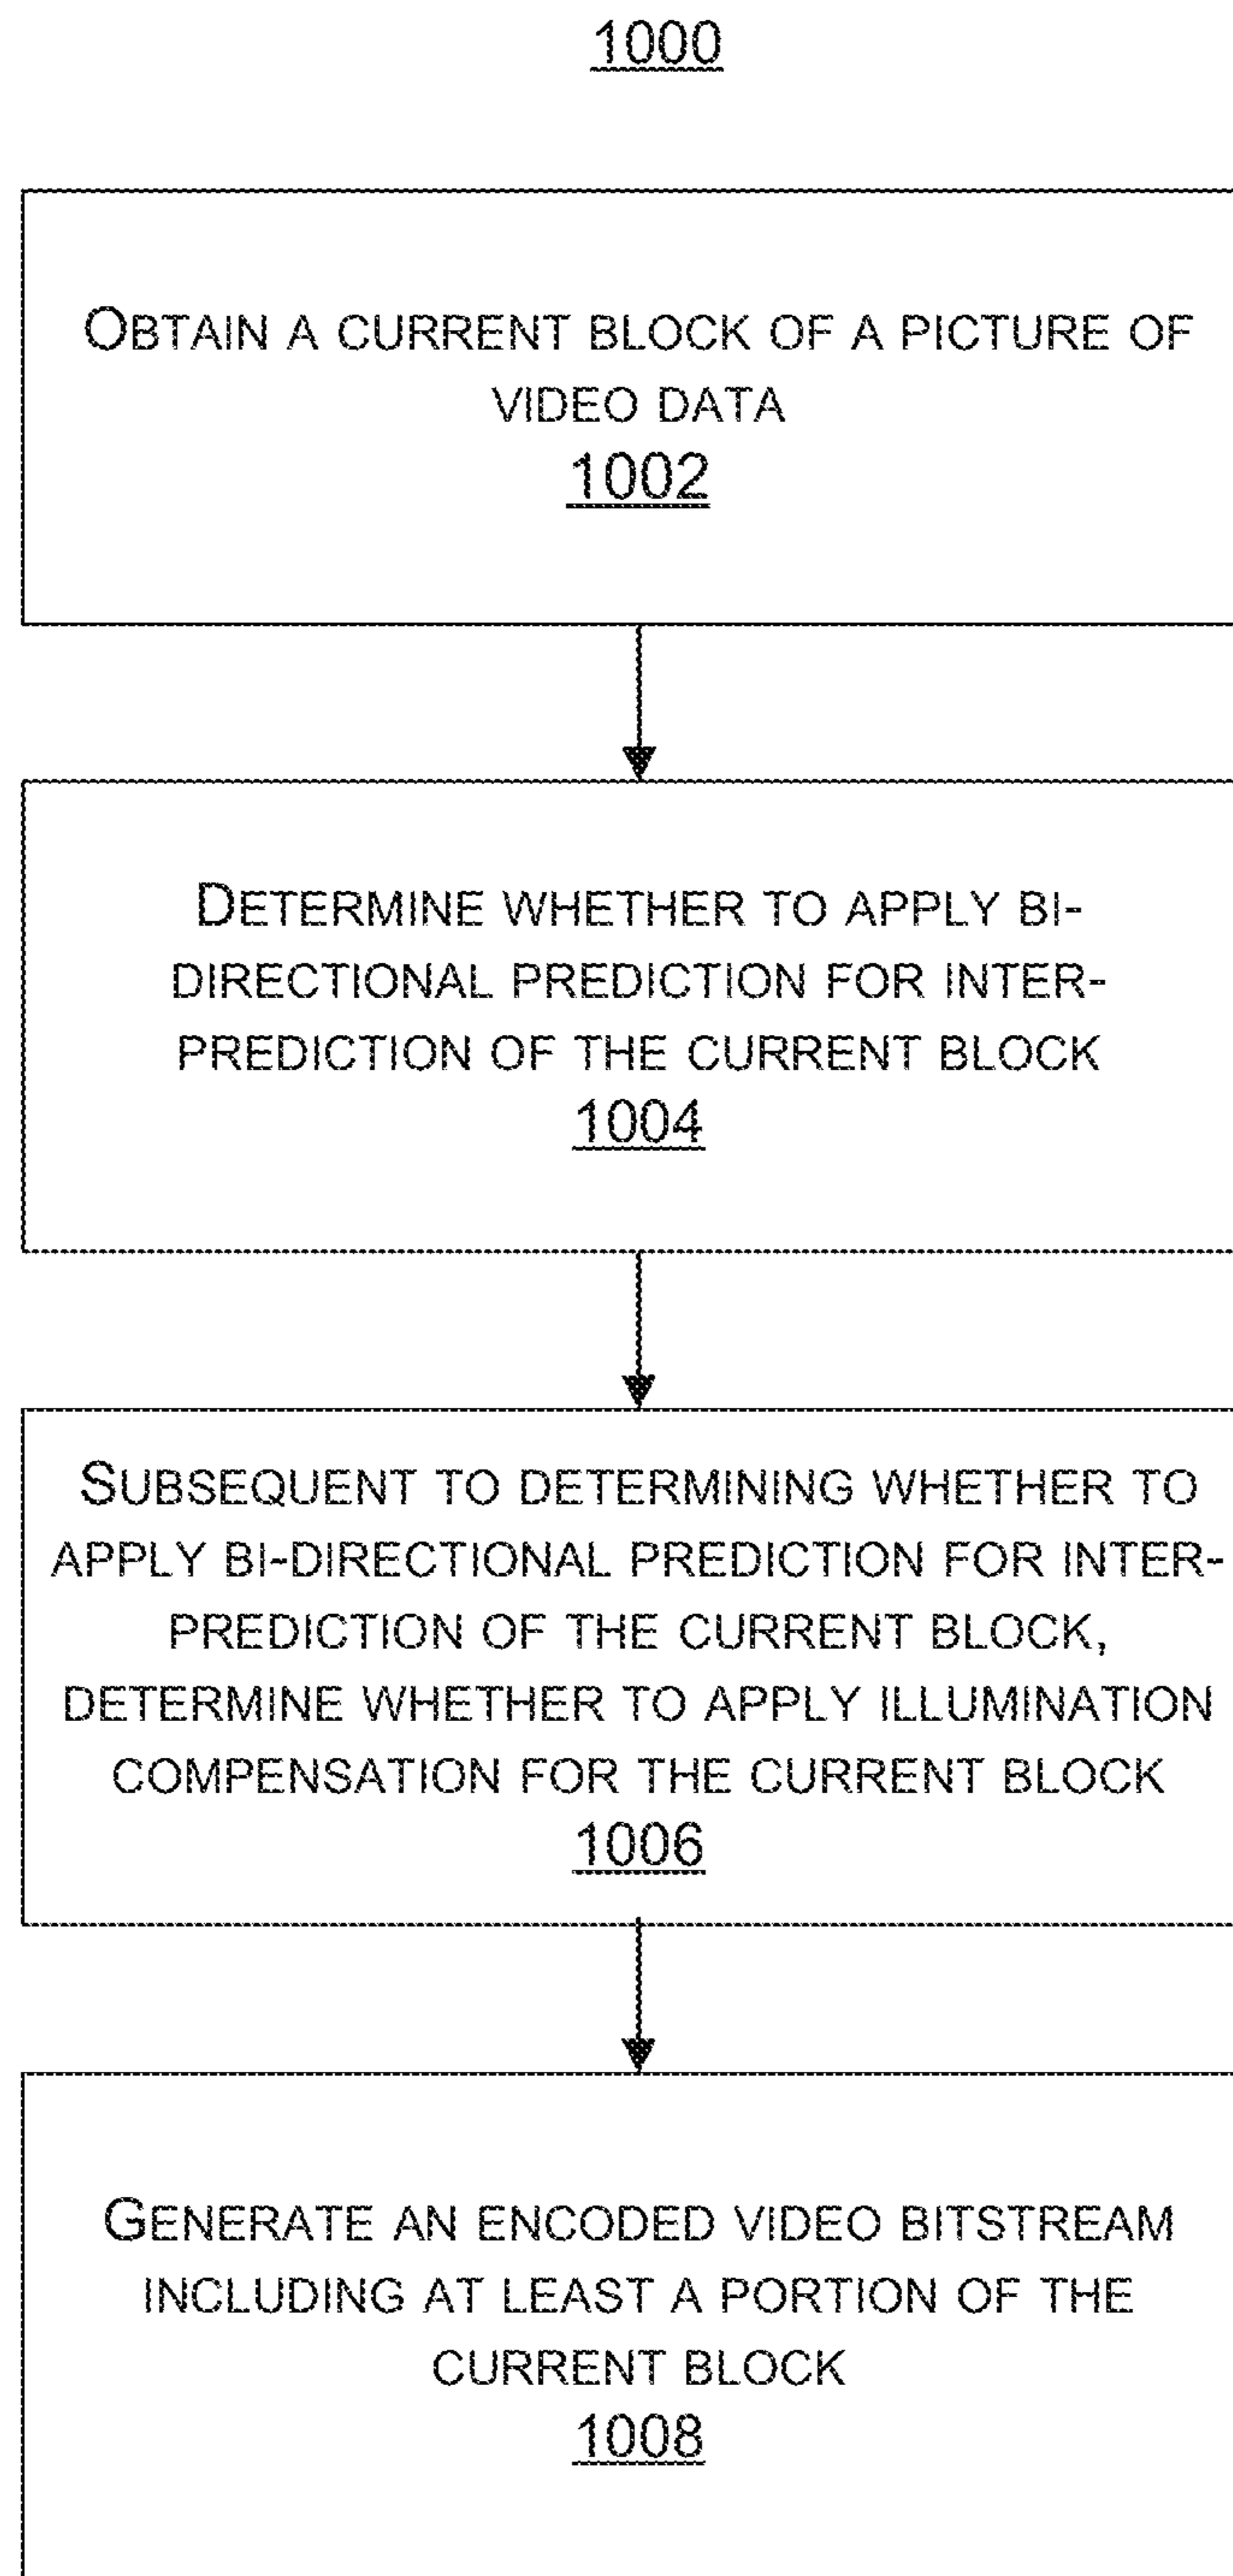 1000
OBTAIN A CURRENT BLOCK OF A PICTURE OF
VIDEO DATA
1002
DETERMINE WHETHER TO APPLY BI-
DIRECTIONAL PREDICTION FOR INTER-
PREDICTION OF THE CURRENT BLOCK
1004
SUBSEQUENT TO DETERMINING WHETHER TO
APPLY BI-DIRECTIONAL PREDICTION FOR INTER-
PREDICTION OF THE CURRENT BLOCK,
DETERMINE WHETHER TO APPLY ILLUMINATION
COMPENSATION FOR THE CURRENT BLOCK
1006
GENERATE AN ENCODED VIDEO BITSTREAM
INCLUDING AT LEAST A PORTION OF THE
CURRENT BLOCK
1008